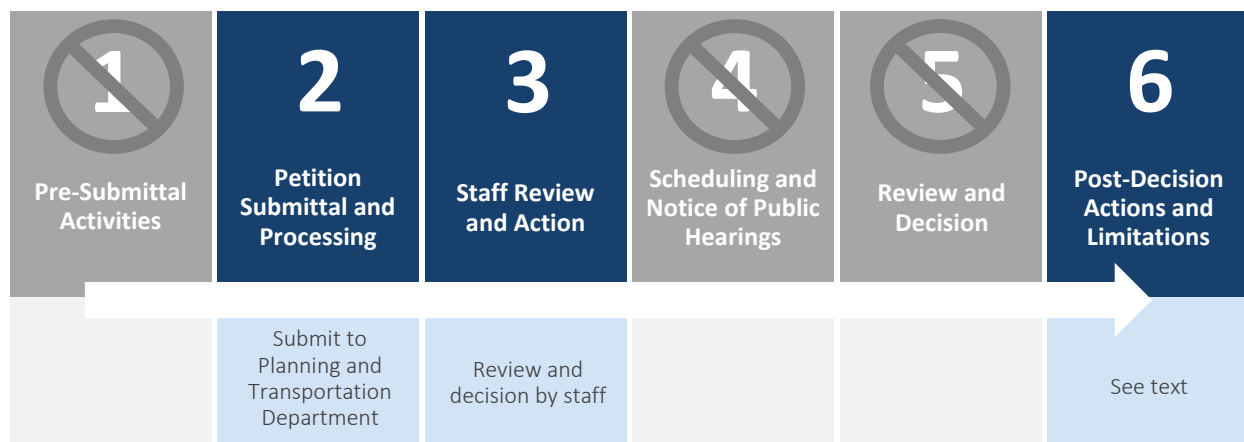 1
Pre-Submittal
Activities
2
Petition
Submittal and
Processing
3
Staff Review
and Action
4
Scheduling and
Notice of Public
Hearings
5
Review and
Decision
6
Post-Decision
Actions and
Limitations
Submit to
Planning and
Transportation
Department
Review and
decision by staff
See text